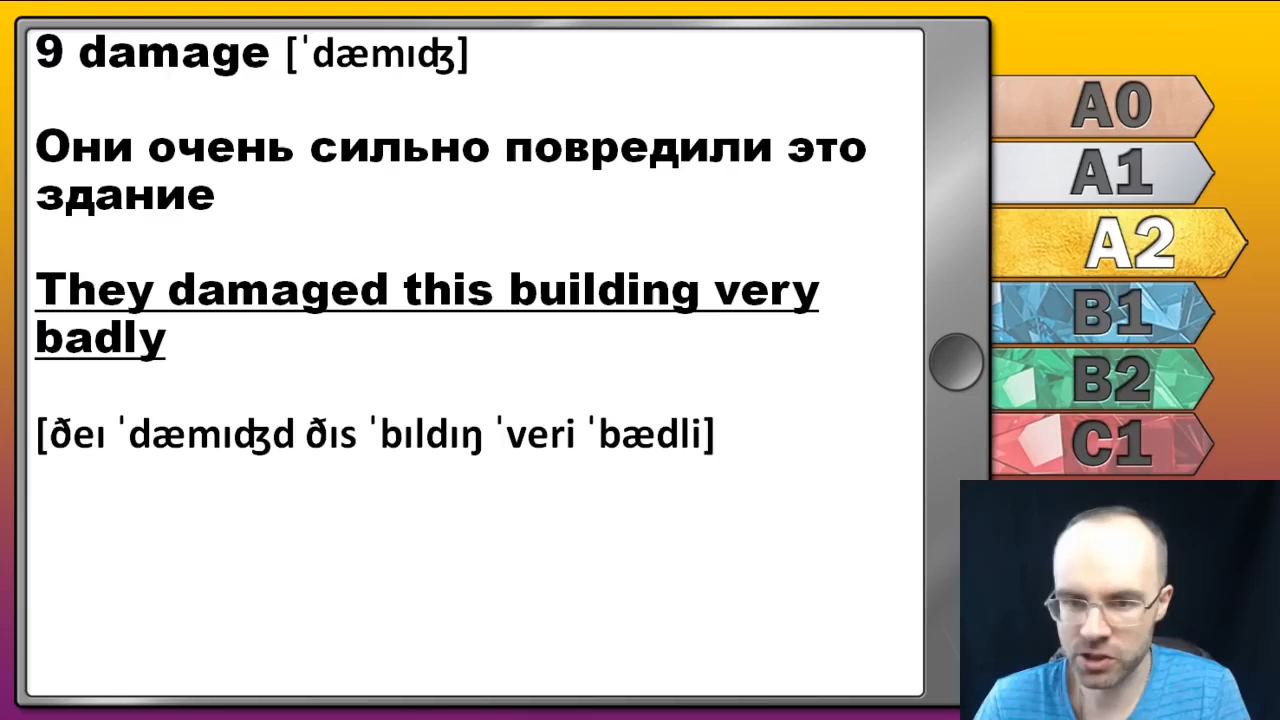 9 damage [ˈdæmɪʤ]
Они очень сильно повредили это
здание
They damaged this building very
badly
[ðeɪ ˈdæmɪʤd ðɪs ˈbɪldɪŋ ˈveri ˈbædli]
A0
A1
A2
B1
B2
C1